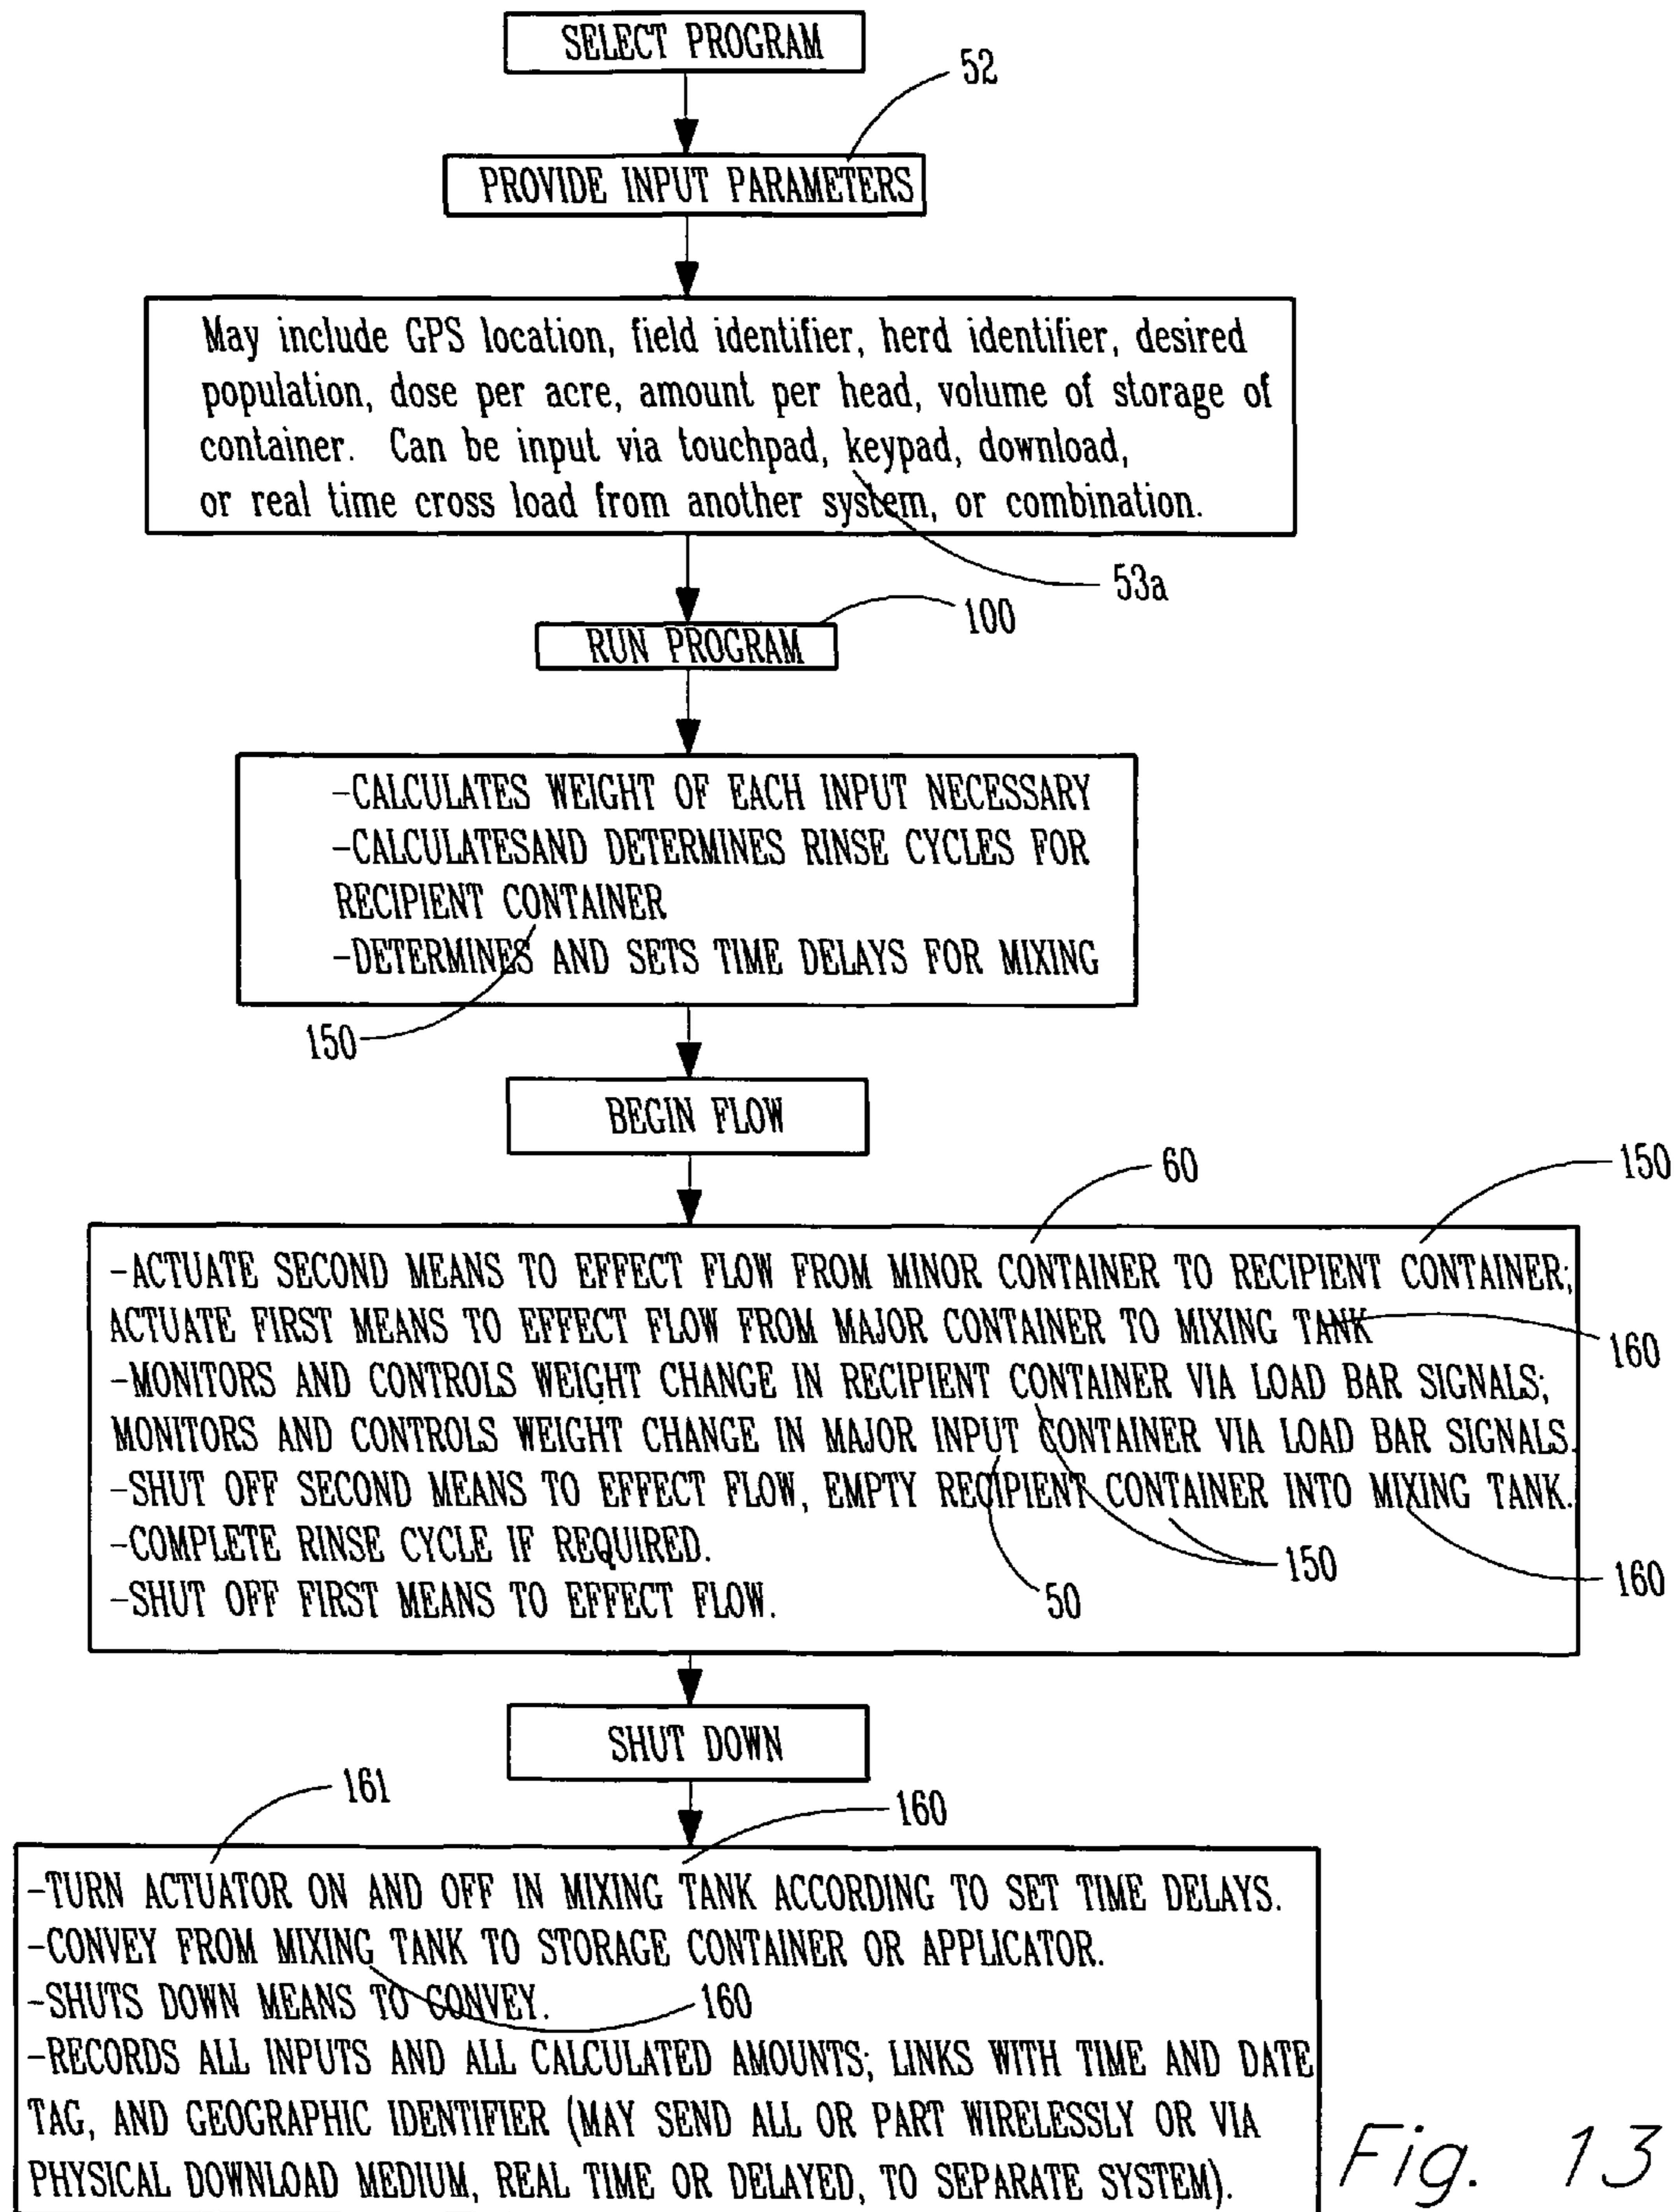 SELECT PROGRAM
52
PROVIDE INPUT PARAMETERS
May include GPS location, field identifier, herd identifier, desired
population, dose per acre, amount per head, volume of storage of
container. Can be input via touchpad, keypad, download,
or real time cross load from another system, or combination.
53a
100
RUN PROGRAM
-CALCULATES WEIGHT OF EACH INPUT NECESSARY
-CALCULATESAND DETERMINES RINSE CYCLES FOR
RECIPIENT CONTAINER
-DETERMINES AND SETS TIME DELAYS FOR MIXING
150
BEGIN FLOW
60
150
-ACTUATE SECOND MEANS TO EFFECT FLOW FROM MINOR CONTAINER TO RECIPIENT CONTAINER;
ACTUATE FIRST MEANS TO EFFECT FLOW FROM MAJOR CONTAINER TO MIXING TANK
160
-MONITORS AND CONTROLS WEIGHT CHANGE IN RECIPIENT CONTAINER VIA LOAD BAR SIGNALS;
MONITORS AND CONTROLS WEIGHT CHANGE IN MAJOR INPUT CONTAINER VIA LOAD BAR SIGNALS.
-SHUT OFF SECOND MEANS TO EFFECT FLOW, EMPTY RECIPIENT CONTAINER INTO MIXING TANK.
-COMPLETE RINSE CYCLE IF REQUIRED.
150
160
-SHUT OFF FIRST MEANS TO EFFECT FLOW.
50
SHUT DOWN
161
160
-TURN ACTUATOR ON AND OFF IN MIXING TANK ACCORDING TO SET TIME DELAYS.
-CONVEY FROM MIXING TANK TO STORAGE CONTAINER OR APPLICATOR.
-SHUTS DOWN MEANS TO CONVEY.
160
-RECORDS ALL INPUTS AND ALL CALCULATED AMOUNTS; LINKS WITH TIME AND DATE
TAG, AND GEOGRAPHIC IDENTIFIER (MAY SEND ALL OR PART WIRELESSLY OR VIA
PHYSICAL DOWNLOAD MEDIUM, REAL TIME OR DELAYED, TO SEPARATE SYSTEM).
Fig. 13